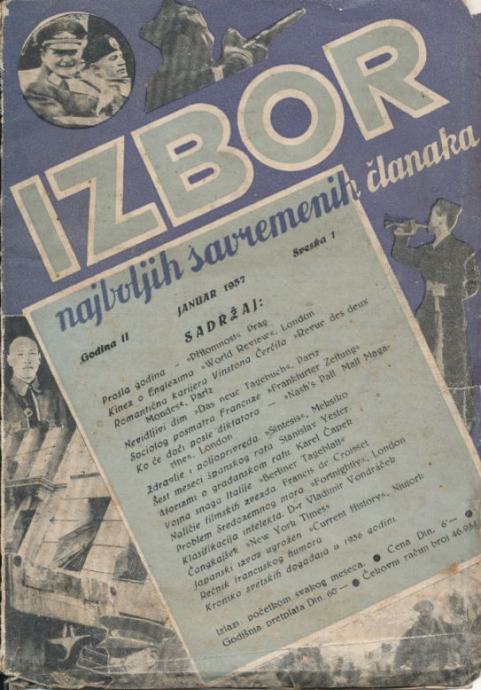 IZBOR
najboljih savremenih članaka
Godina II
JANUAR 1937
Sveska 1
SADRŽAJ:
Prošla godina — »Přítomnost« Prag
Kinez o Englezima »World Review«, London
Romantična karijera Vinstona Čerčila »Revue des deux
Mondes«, Pariz
Nevidljivi dim »Das neue Tagebuch«, Pariz
Sociolog posmatra Francuze »Frankfurter Zeitung«
Ko će doći posle diktatora — »Nash's Pall Mall Maga-
zine«, London
Zdravlje i poljoprivreda. »Sintesis«, Meksiko
Šest meseci španskog rata. Stanislav Yester
Aforizmi o građanskom ratu. Karel Čapek
Vojna snaga Italije »Berliner Tageblatt«
Naličje filmskih zvezda. Francis de Croisset
Problem Sredozemnog mora »Fortnightly«, London
Klasifikacija intelekta. D-r Vladimir Vondráček
Čangkajšek »New York Times«
Japanski izvoz ugrožen »Current History«, Njujork
Rečnik francuskog humora
Kronika svetskih događaja u 1936 godini.
Izlazi: početkom svakog meseca. ● Cena Din. 6·— ●
Godišnja pretplata Din. 60·— ● Čekovni račun broj 46.934